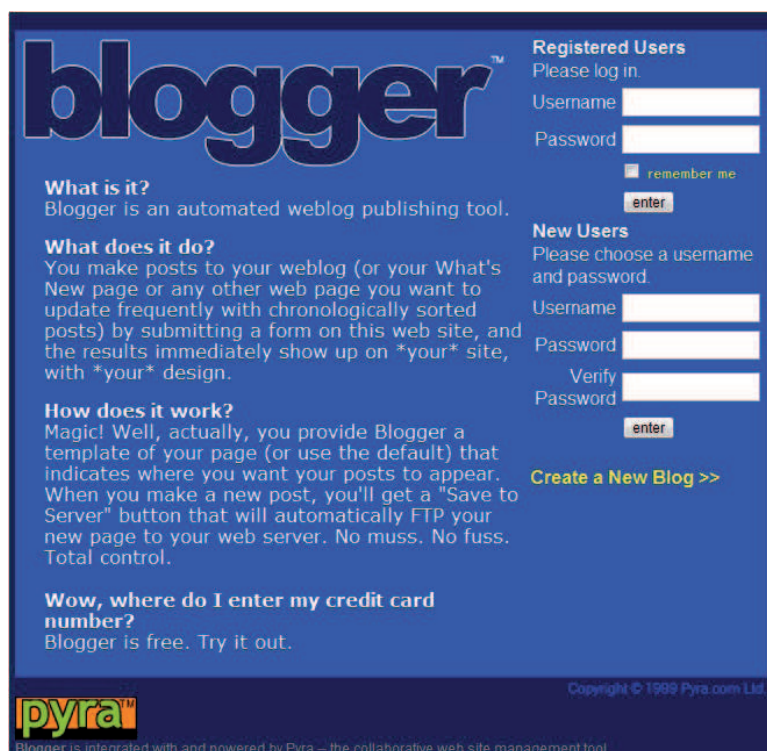 blogger™
What is it?
Blogger is an automated weblog publishing tool.
What does it do?
You make posts to your weblog (or your What's
New page or any other web page you want to
update frequently with chronologically sorted
posts) by submitting a form on this web site, and
the results immediately show up on *your* site,
with *your* design.
How does it work?
Magic! Well, actually, you provide Blogger a
template of your page (or use the default) that
indicates where you want your posts to appear.
When you make a new post, you'll get a "Save to
Server" button that will automatically FTP your
new page to your web server. No muss. No fuss.
Total control.
Wow, where do I enter my credit card
number?
Blogger is free. Try it out.
Registered Users
Please log in.
Username
Password
remember me
enter
New Users
Please choose a username
and password.
Username
Password
Verify
Password
enter
Create a New Blog >>
Copyright © 1999 Pyra.com Ltd.
pyra™
Blogger is integrated with and powered by Pyra -- the collaborative web site management tool